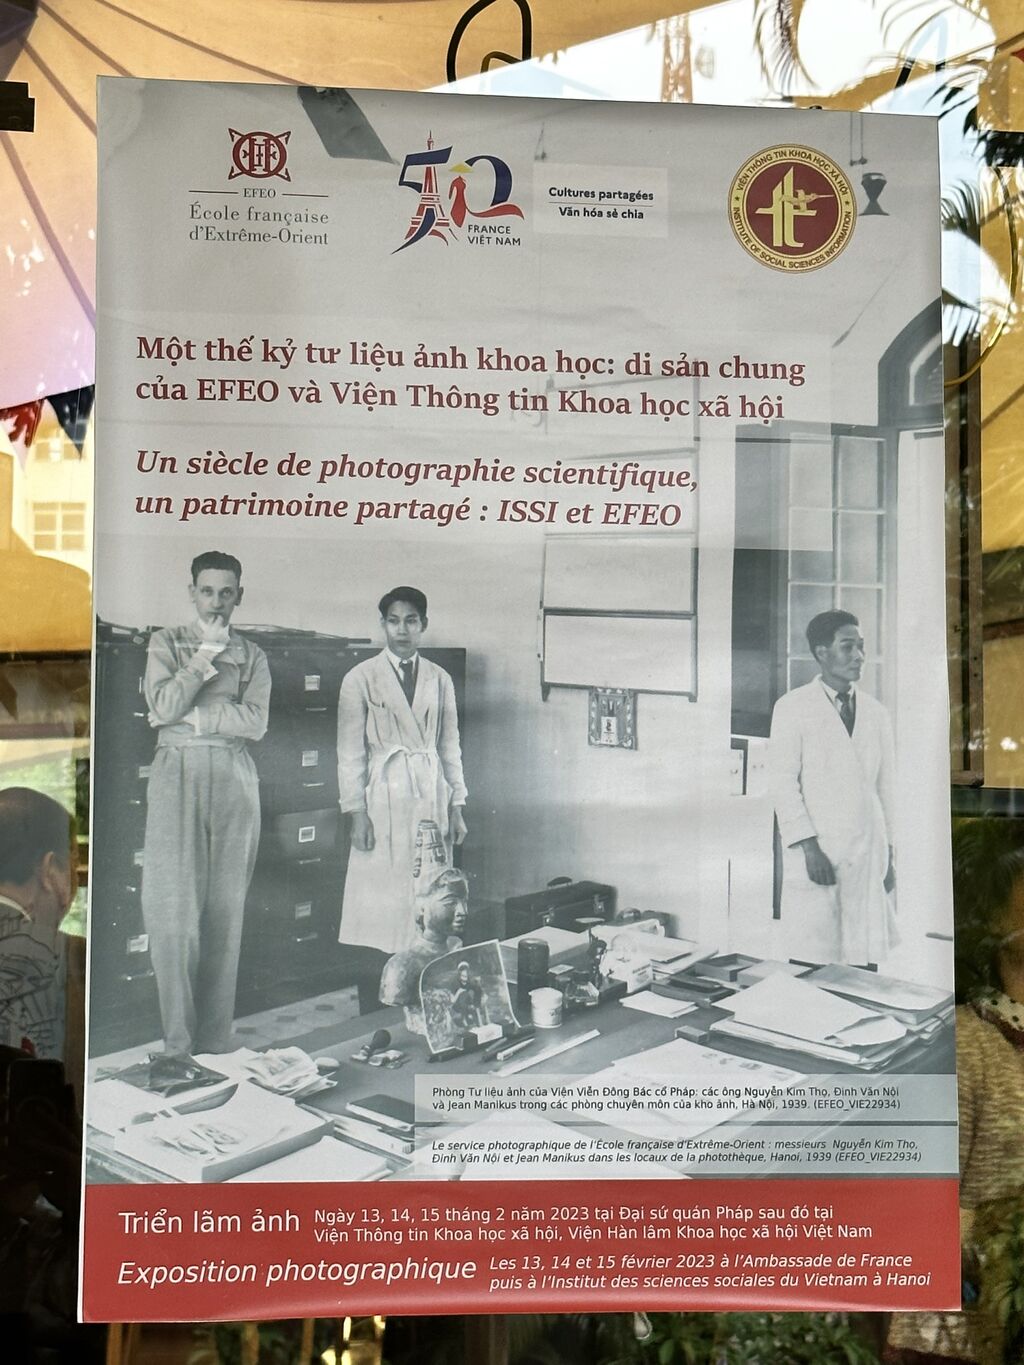 EFEO
École française
d'Extrême-Orient
50
FRANCE
VIỆT NAM
Cultures partagées
Văn hóa sẻ chia
VIỆN THÔNG TIN KHOA HỌC XÃ HỘI
INSTITUTE OF SOCIAL SCIENCES INFORMATION
Một thế kỷ tư liệu ảnh khoa học: di sản chung
của EFEO và Viện Thông tin Khoa học xã hội
Un siècle de photographie scientifique,
un patrimoine partagé : ISSI et EFEO
Phòng Tư liệu ảnh của Viện Viễn Đông Bác cổ Pháp: các ông Nguyễn Kim Thọ, Đinh Văn Nội
và Jean Manikus trong các phòng chuyên môn của kho ảnh, Hà Nội, 1939. (EFEO_VIE22934)
Le service photographique de l'École française d'Extrême-Orient : messieurs Nguyễn Kim Thọ,
Đinh Văn Nội et Jean Manikus dans les locaux de la photothèque, Hanoi, 1939 (EFEO_VIE22934)
Triển lãm ảnh
Ngày 13, 14, 15 tháng 2 năm 2023 tại Đại sứ quán Pháp sau đó tại
Viện Thông tin Khoa học xã hội, Viện Hàn lâm Khoa học xã hội Việt Nam
Exposition photographique
Les 13, 14 et 15 février 2023 à l'Ambassade de France
puis à l'Institut des sciences sociales du Vietnam à Hanoi